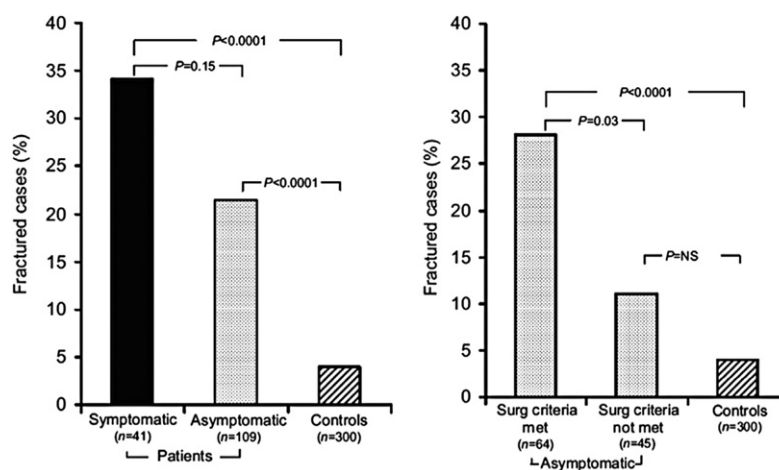 40
35
30
25
20
15
10
5
0
Fractured cases (%)
P<0.0001
P=0.15
P<0.0001
Symptomatic
(n=41)
Asymptomatic
(n=109)
Controls
(n=300)
Patients
40
35
30
25
20
15
10
5
0
Fractured cases (%)
P<0.0001
P=0.03
P=NS
Surg criteria
met
(n=64)
Surg criteria
not met
(n=45)
Controls
(n=300)
Asymptomatic